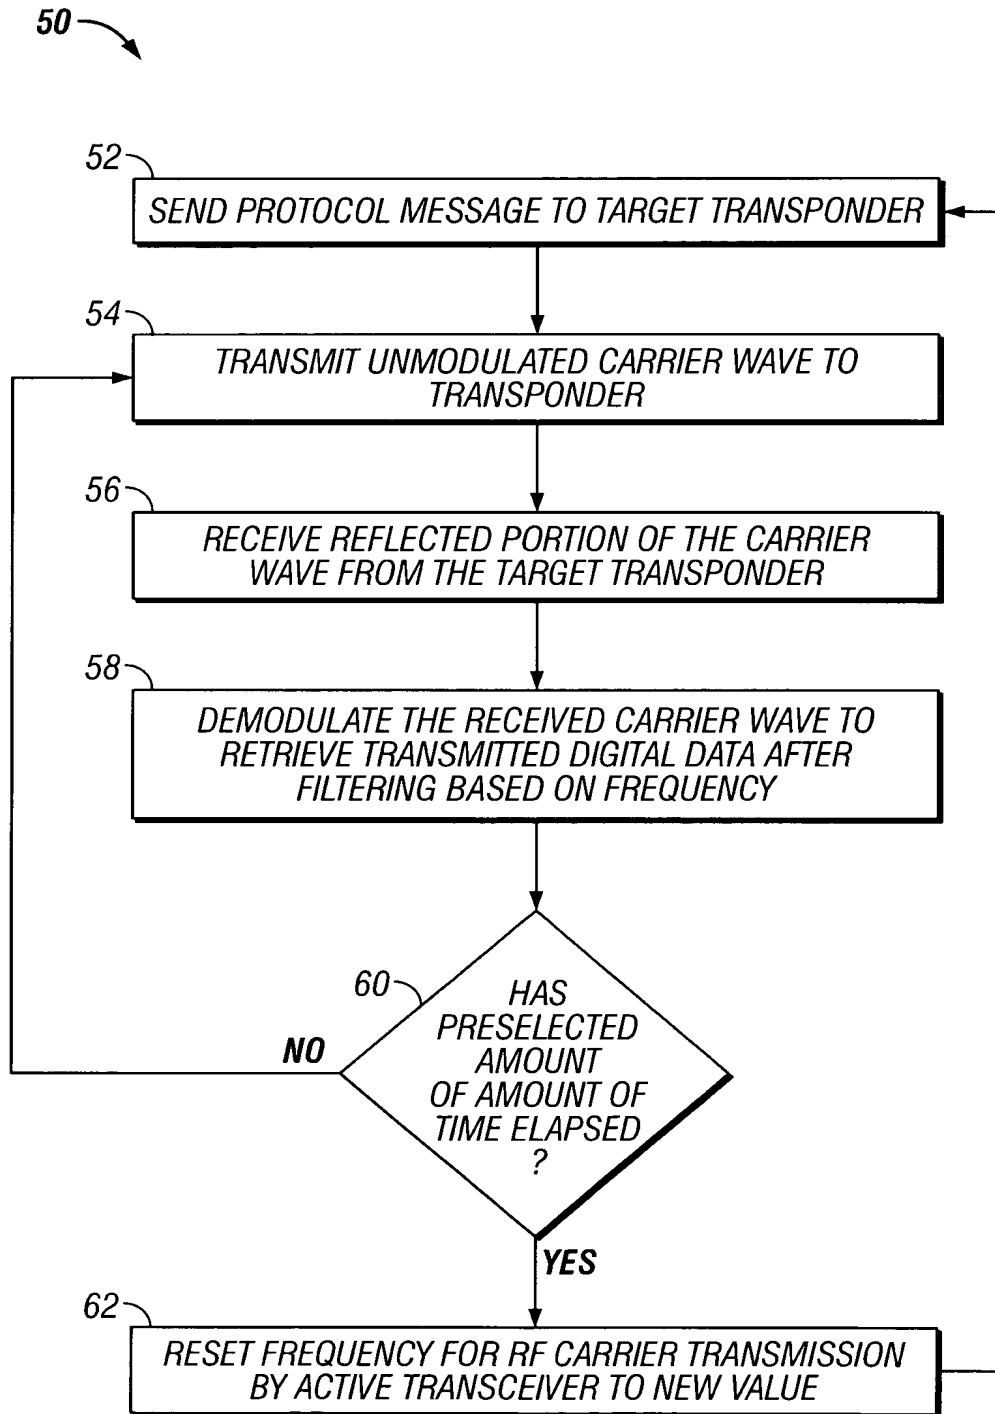 50
52
SEND PROTOCOL MESSAGE TO TARGET TRANSPONDER
54
TRANSMIT UNMODULATED CARRIER WAVE TO
TRANSPONDER
56
RECEIVE REFLECTED PORTION OF THE CARRIER
WAVE FROM THE TARGET TRANSPONDER
58
DEMODULATE THE RECEIVED CARRIER WAVE TO
RETRIEVE TRANSMITTED DIGITAL DATA AFTER
FILTERING BASED ON FREQUENCY
60
HAS
PRESELECTED
AMOUNT
OF AMOUNT OF
TIME ELAPSED
?
NO
YES
62
RESET FREQUENCY FOR RF CARRIER TRANSMISSION
BY ACTIVE TRANSCEIVER TO NEW VALUE